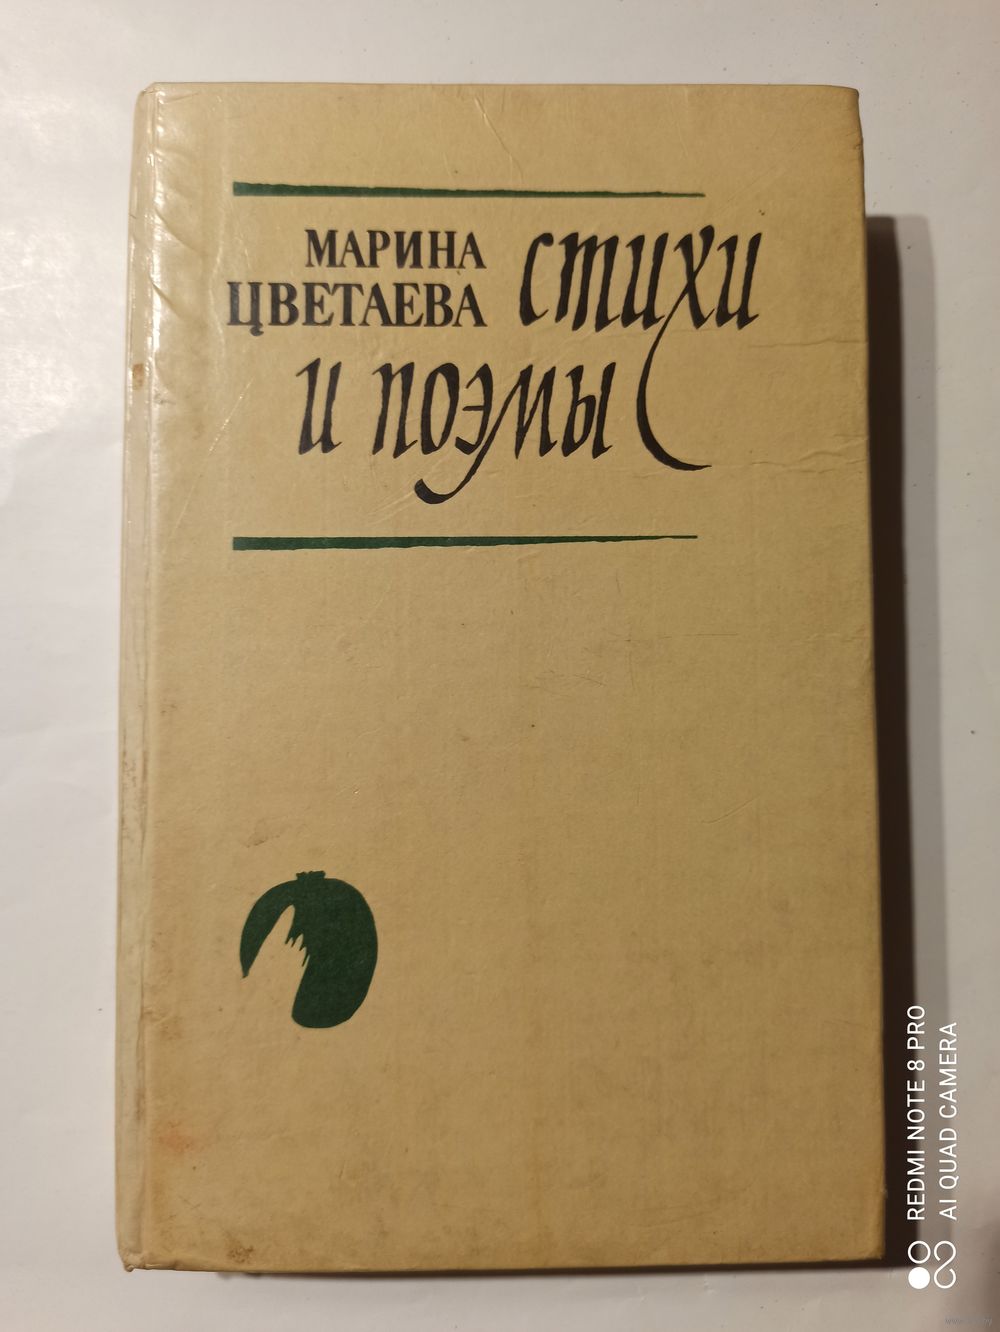 МАРИНА
ЦВЕТАЕВА
стихи
и поэмы
REDMI NOTE 8 PRO
AI QUAD CAMERA